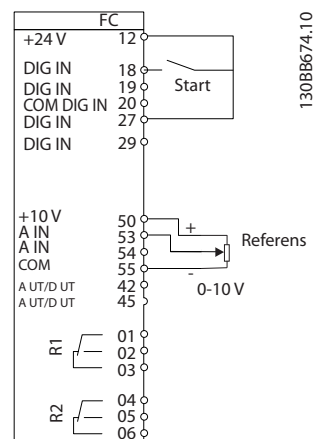 FC
+24 V 12
DIG IN 18
DIG IN 19
COM DIG IN 20
DIG IN 27
DIG IN 29
Start
+10 V 50
A IN 53
A IN 54
COM 55
A UT/D UT 42
A UT/D UT 45
+
-
Referens
0-10 V
R1
01
02
03
R2
04
05
06
130BB674.10